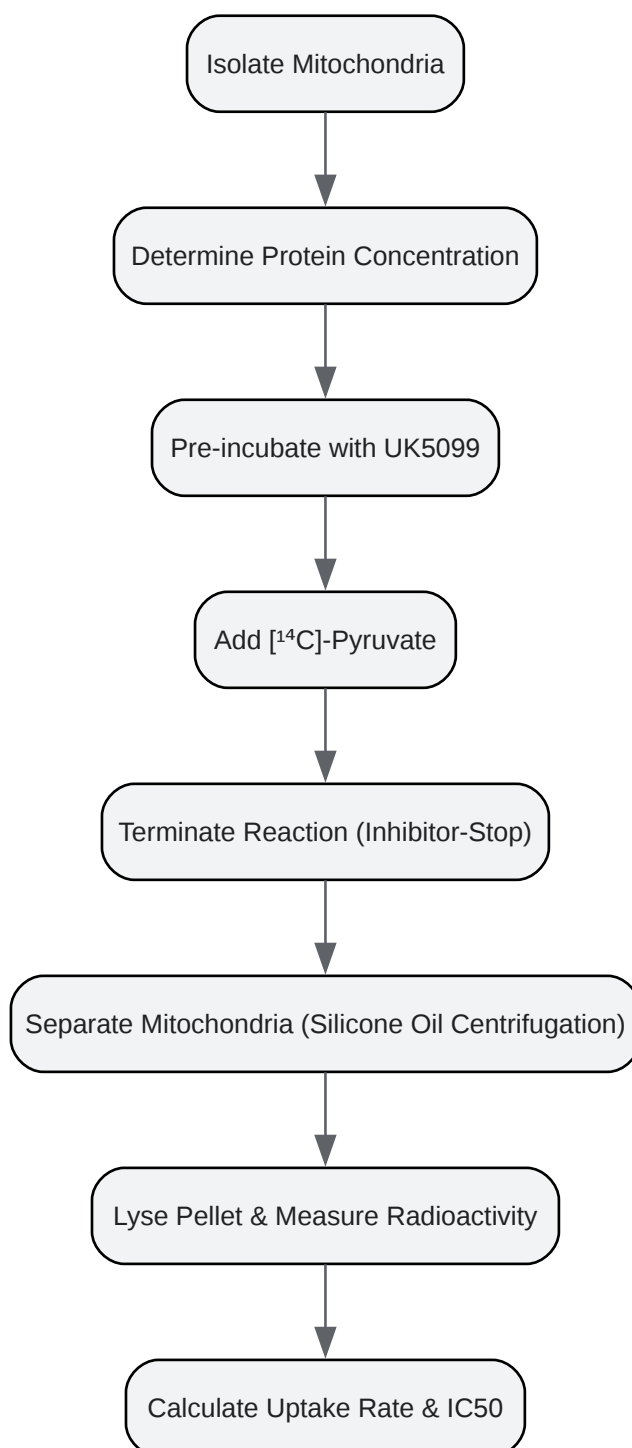 Isolate Mitochondria
Determine Protein Concentration
Pre-incubate with UK5099
Add [¹⁴C]-Pyruvate
Terminate Reaction (Inhibitor-Stop)
Separate Mitochondria (Silicone Oil Centrifugation)
Lyse Pellet & Measure Radioactivity
Calculate Uptake Rate & IC50